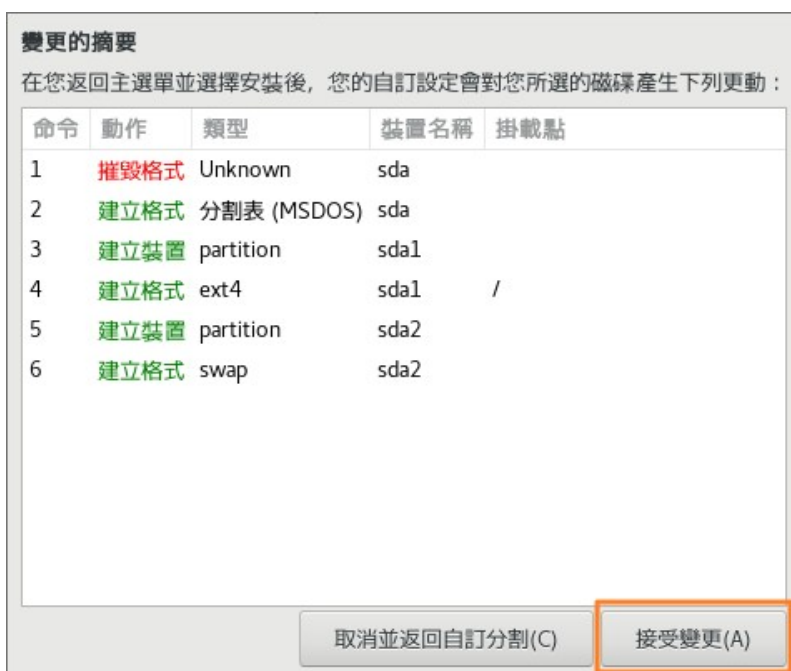 變更的摘要
在您返回主選單並選擇安裝後，您的自訂設定會對您所選的磁碟產生下列更動：
命令 動作 類型 裝置名稱 掛載點
1 摧毀格式 Unknown sda
2 建立格式 分割表 (MSDOS) sda
3 建立裝置 partition sda1
4 建立格式 ext4 sda1 /
5 建立裝置 partition sda2
6 建立格式 swap sda2
取消並返回自訂分割(C) 接受變更(A)